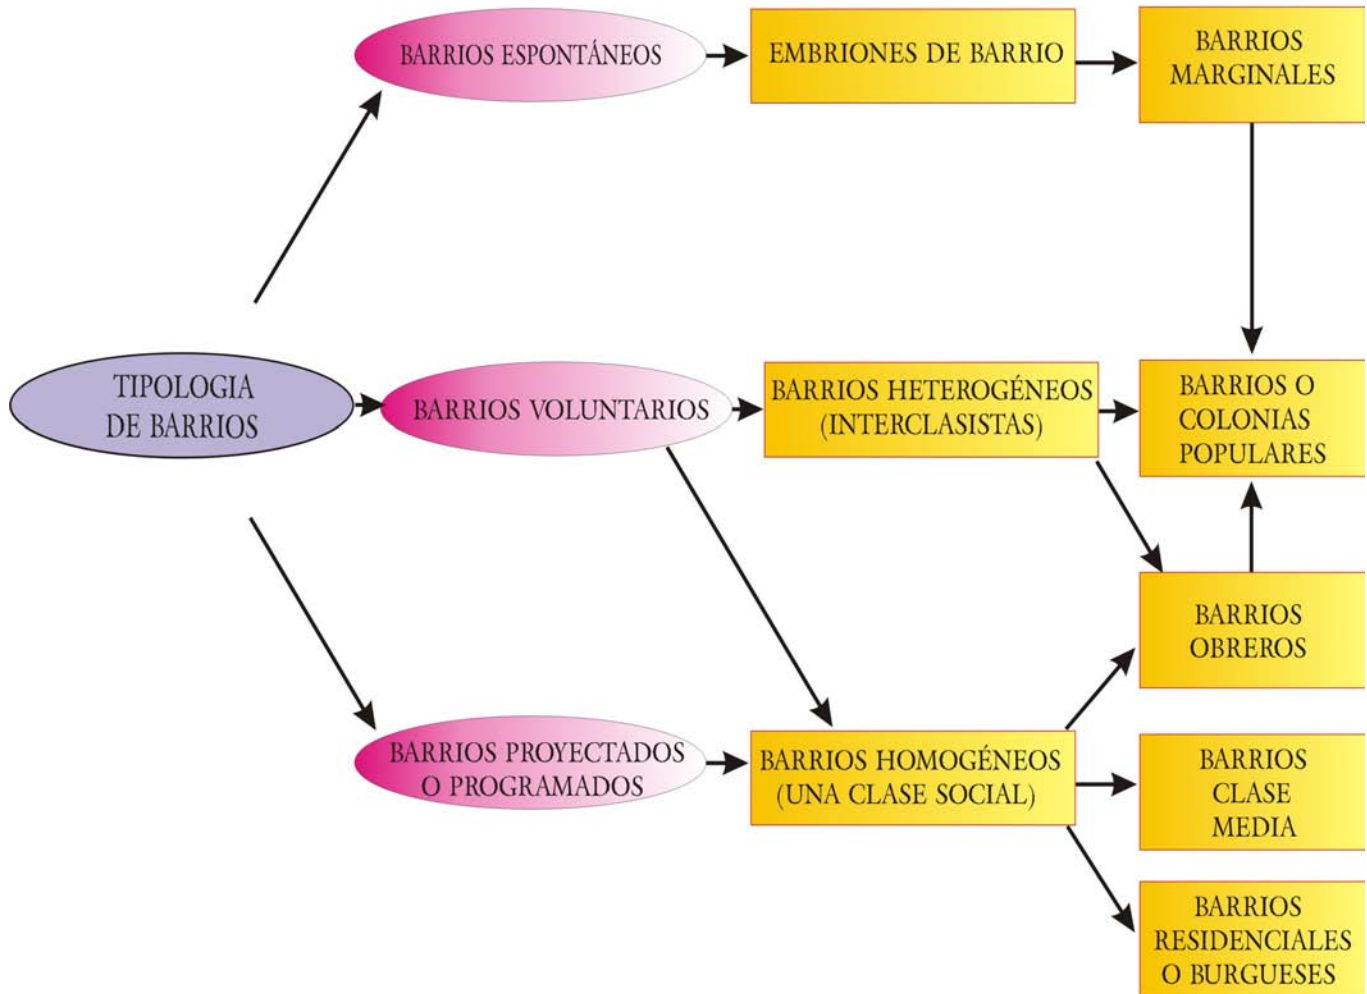 BARRIOS ESPONTÁNEOS
EMBRIONES DE BARRIO
BARRIOS
MARGINALES
TIPOLOGIA
DE BARRIOS
BARRIOS VOLUNTARIOS
BARRIOS HETEROGÉNEOS
(INTERCLASISTAS)
BARRIOS O
COLONIAS
POPULARES
BARRIOS
OBREROS
BARRIOS PROYECTADOS
O PROGRAMADOS
BARRIOS HOMOGÉNEOS
(UNA CLASE SOCIAL)
BARRIOS
CLASE
MEDIA
BARRIOS
RESIDENCIALES
O BURGUESES